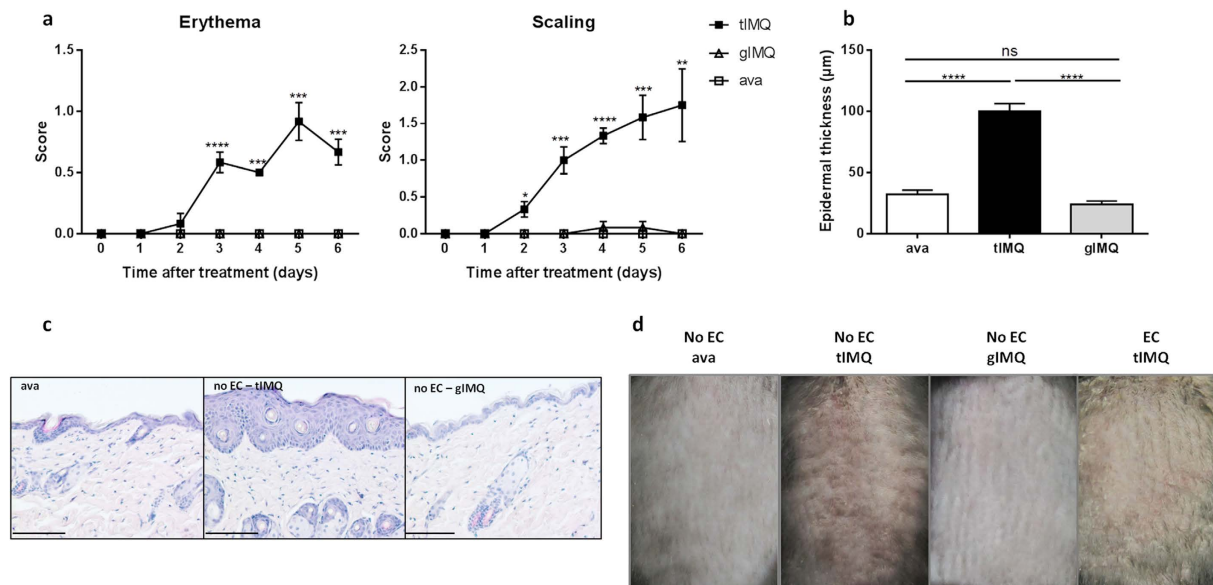 a
Erythema
1.5
1.0
0.5
0.0
Score
***
****
***
***
***
0 1 2 3 4 5 6
Time after treatment (days)
Scaling
2.5
2.0
1.5
1.0
0.5
0.0
Score
*
***
****
***
**
0 1 2 3 4 5 6
Time after treatment (days)
tIMQ
gIMQ
ava
b
150
100
50
0
Epidermal thickness (µm)
ns
**** ****
ava tIMQ gIMQ
c
ava
no EC – tIMQ
no EC – gIMQ
d
No EC
ava
No EC
tIMQ
No EC
gIMQ
EC
tIMQ